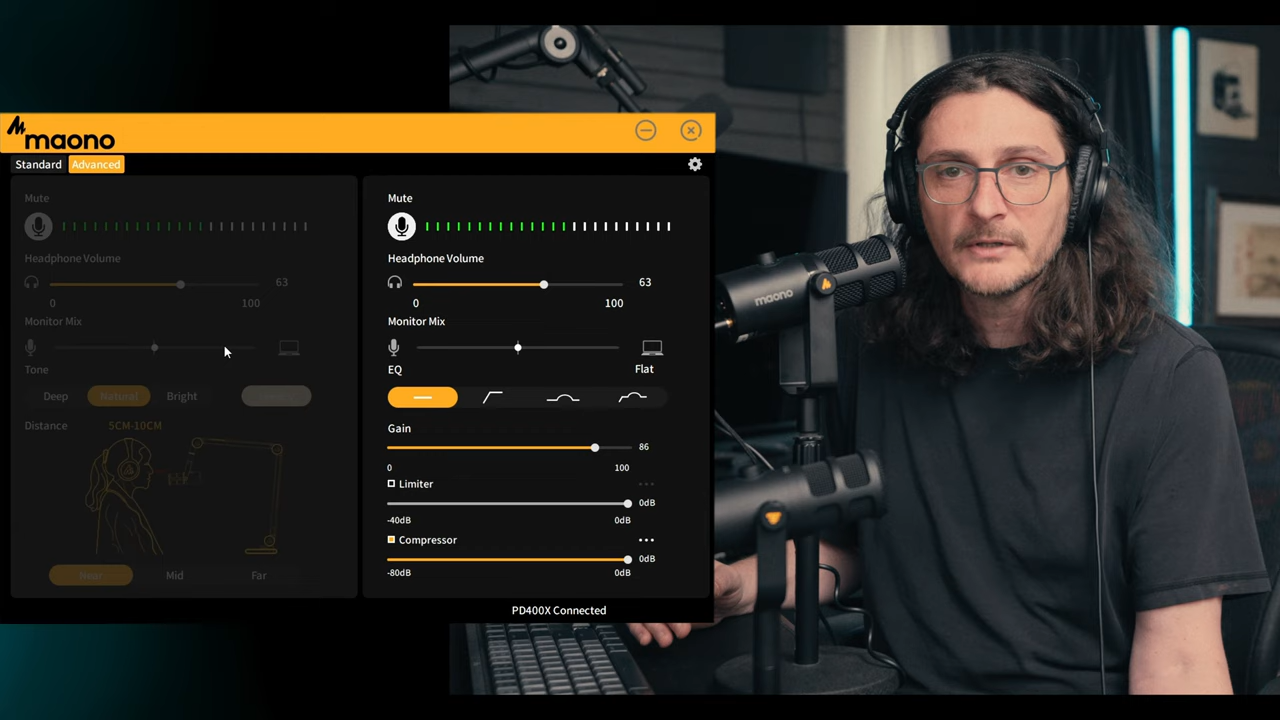 maono
Standard
Advanced
Mute
Headphone Volume
63
0
100
Monitor Mix
Tone
Deep
Natural
Bright
Distance
5CM-10CM
Near
Mid
Far
Mute
Headphone Volume
63
0
100
Monitor Mix
EQ
Flat
Gain
86
0
100
Limiter
0dB
-40dB
0dB
Compressor
0dB
-80dB
0dB
PD400X Connected
maono